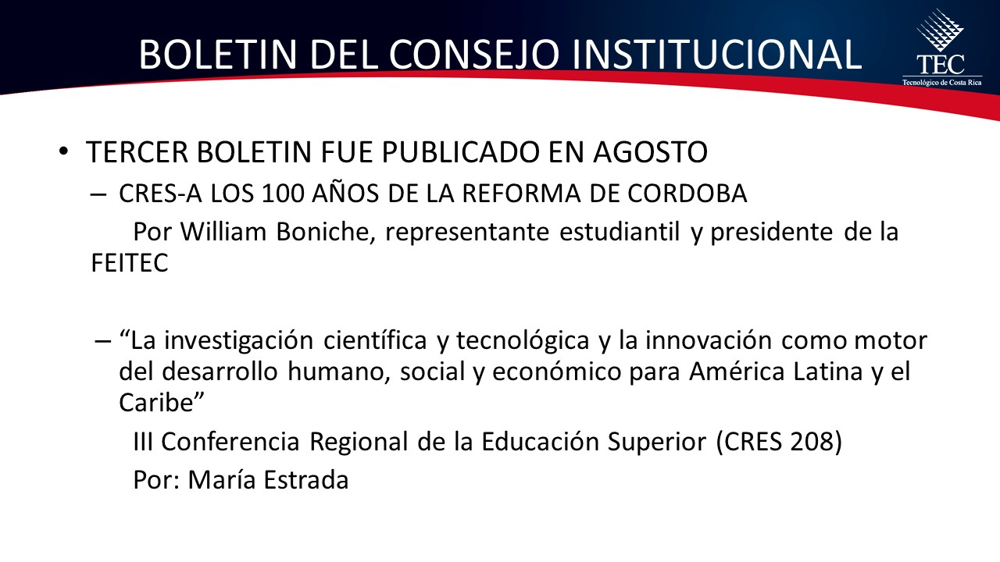 BOLETIN DEL CONSEJO INSTITUCIONAL
TEC
Tecnológico de Costa Rica
• TERCER BOLETIN FUE PUBLICADO EN AGOSTO
– CRES-A LOS 100 AÑOS DE LA REFORMA DE CORDOBA
Por William Boniche, representante estudiantil y presidente de la
FEITEC
– “La investigación científica y tecnológica y la innovación como motor
del desarrollo humano, social y económico para América Latina y el
Caribe”
III Conferencia Regional de la Educación Superior (CRES 208)
Por: María Estrada